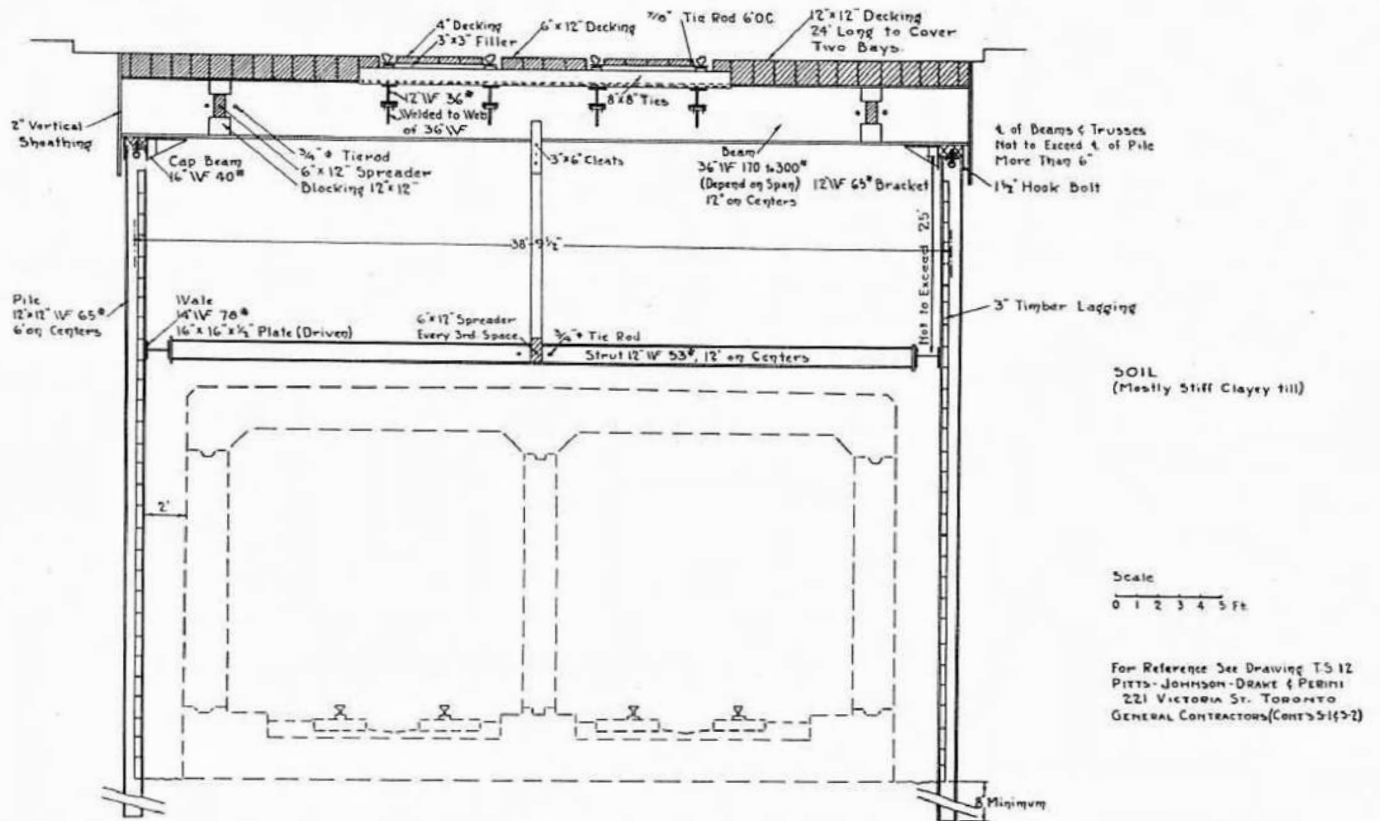 4" Decking
3"x3" Filler
6"x12" Decking
7/8" Tie Rod 6' O.C.
12"x12" Decking
24' Long to Cover
Two Bays.
12" WF 36#
Welded to Web
of 36" WF
8"x8" Ties
2" Vertical
Sheathing
Cap Beam
16" WF 40#
3/4" ϕ Tierod
6"x12" Spreader
Blocking 12"x12"
3"x6" Cleats
Beam
36" WF 170 to 300#
(Depend on Span)
12" on Centers
12" WF 65# Bracket
℄ of Beams & Trusses
Not to Exceed ℄ of Pile
More Than 6"
1 1/2" Hook Bolt
38'-9 1/2"
Not to Exceed 25'
Pile
12"x12" WF 65#
6' on Centers
Wale
14" WF 78#
16"x16"x1/2" Plate (Driven)
6"x12" Spreader
Every 3rd Space
3/4" ϕ Tie Rod
Strut 12" WF 53#, 12' on Centers
3" Timber Lagging
SOIL
(Mostly Stiff Clayey till)
2'
Scale
0 1 2 3 4 5 Ft
For Reference See Drawing T.S 12
PITTS-JOHNSON-DRAKE & PERINI
221 VICTORIA ST. TORONTO
GENERAL CONTRACTORS (CONTS S-1 & S-2)
Minimum